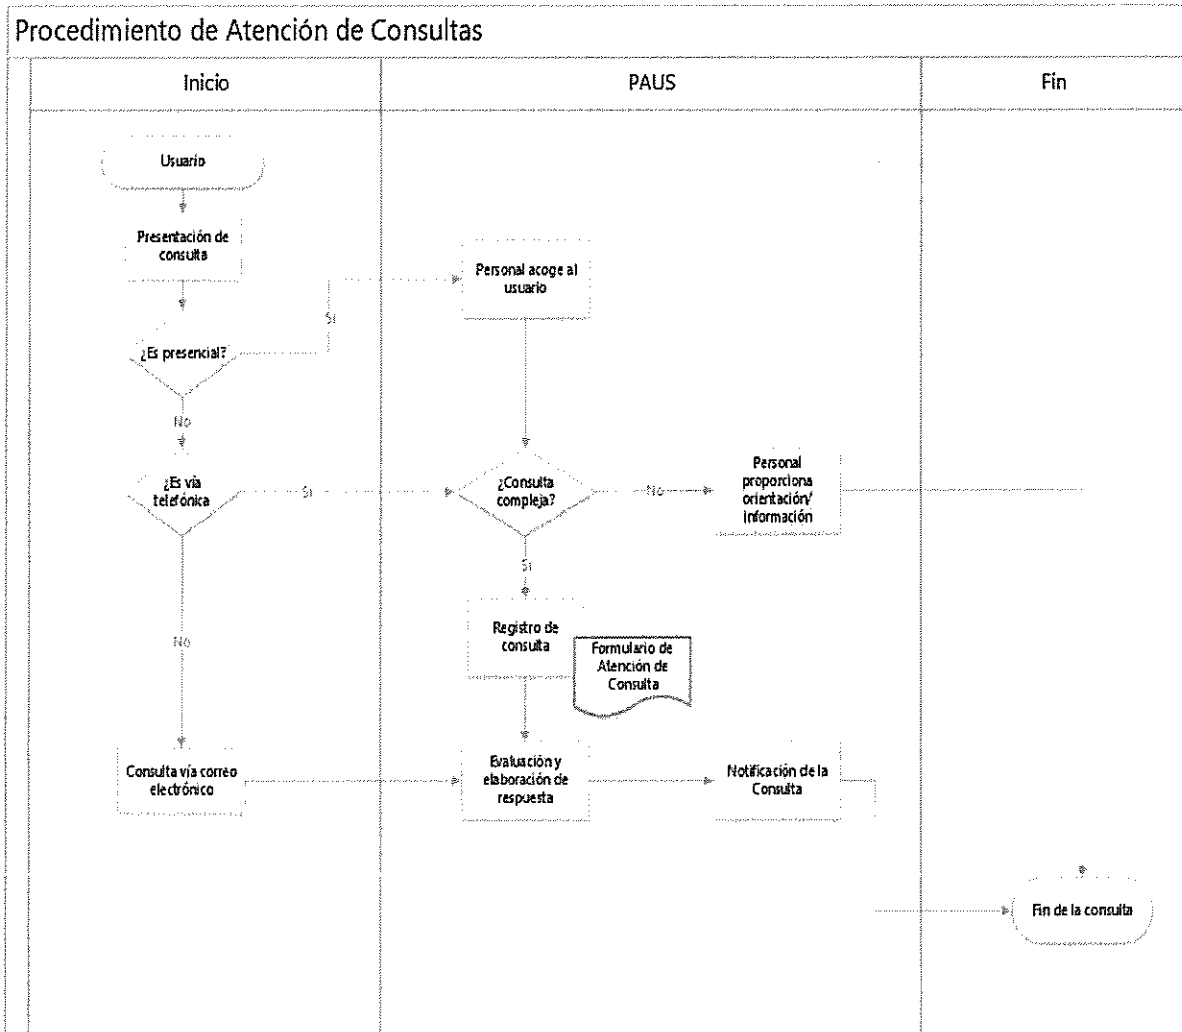 Procedimiento de Atención de Consultas
Inicio
PAUS
Fin
Usuario
Presentación de
consulta
Personal acoge al
usuario
Si
¿Es presencial?
No
¿Es vía
telefónica
Si
¿Consulta
compleja?
No
Personal
proporciona
orientación/
información
Si
Registro de
consulta
Formulario de
Atención de
Consulta
No
Consulta vía correo
electrónico
Evaluación y
elaboración de
respuesta
Notificación de la
Consulta
Fin de la consulta